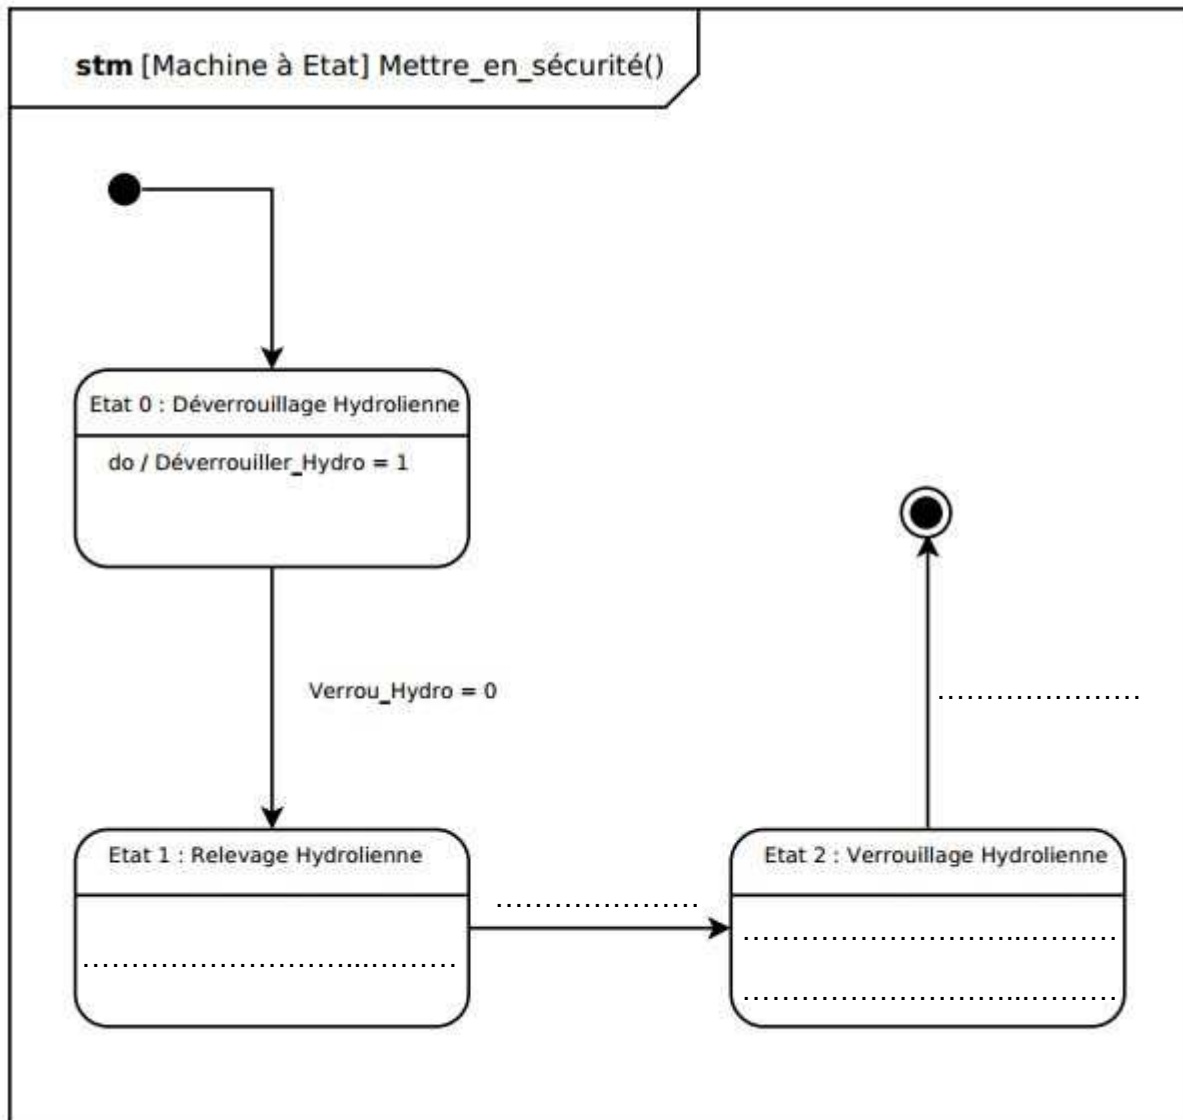 stm [Machine à Etat] Mettre_en_sécurité()
Etat 0 : Déverrouillage Hydrolienne
do / Déverrouiller_Hydro = 1
Verrou_Hydro = 0
.....................
Etat 1 : Relevage Hydrolienne
Etat 2 : Verrouillage Hydrolienne
.....................
.......................................
.......................................
.......................................